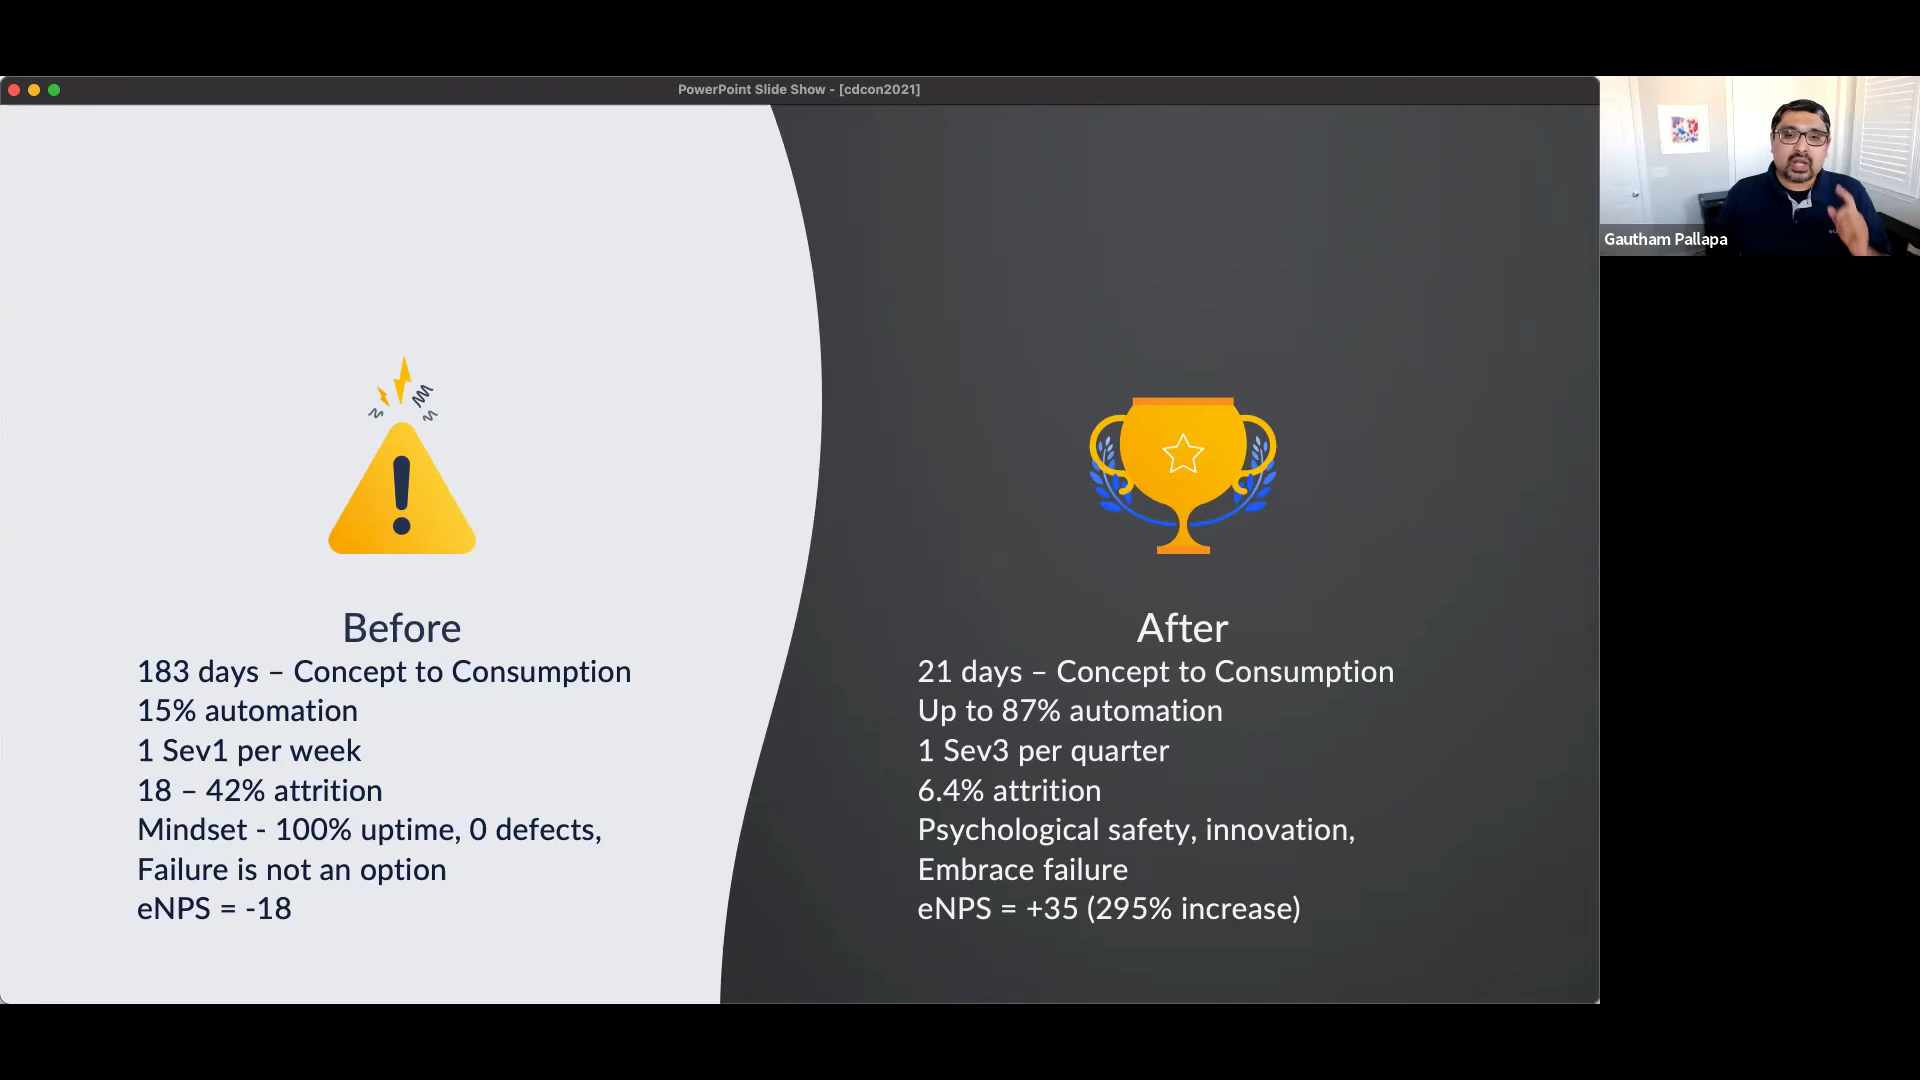 PowerPoint Slide Show - [cdcon2021]
Gautham Pallapa
Before
183 days – Concept to Consumption
15% automation
1 Sev1 per week
18 – 42% attrition
Mindset - 100% uptime, 0 defects,
Failure is not an option
eNPS = -18
After
21 days – Concept to Consumption
Up to 87% automation
1 Sev3 per quarter
6.4% attrition
Psychological safety, innovation,
Embrace failure
eNPS = +35 (295% increase)